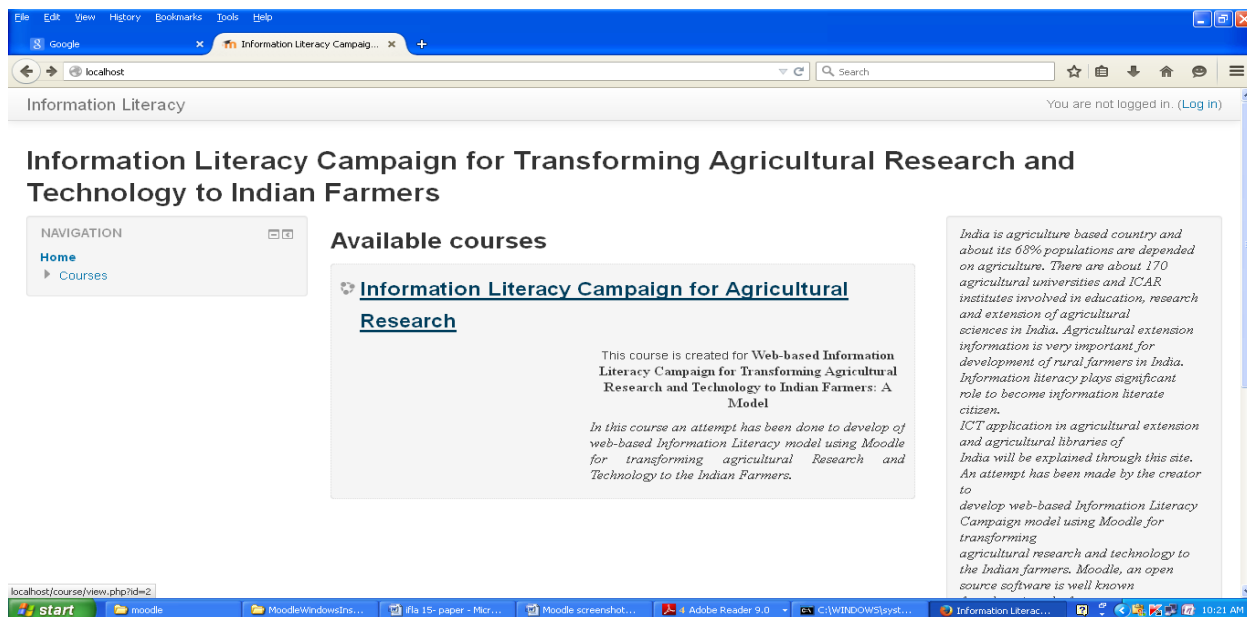 File Edit View History Bookmarks Tools Help
Google
Information Literacy Campaig...
localhost
Search
Information Literacy
You are not logged in. (Log in)
Information Literacy Campaign for Transforming Agricultural Research and
Technology to Indian Farmers
NAVIGATION
Home
Courses
Available courses
Information Literacy Campaign for Agricultural
Research
This course is created for Web-based Information
Literacy Campaign for Transforming Agricultural
Research and Technology to Indian Farmers: A
Model
In this course an attempt has been done to develop of
web-based Information Literacy model using Moodle
for transforming agricultural Research and
Technology to the Indian Farmers.
India is agriculture based country and
about its 68% populations are depended
on agriculture. There are about 170
agricultural universities and ICAR
institutes involved in education, research
and extension of agricultural
sciences in India. Agricultural extension
information is very important for
development of rural farmers in India.
Information literacy plays significant
role to become information literate
citizen.
ICT application in agricultural extension
and agricultural libraries of
India will be explained through this site.
An attempt has been made by the creator
to
develop web-based Information Literacy
Campaign model using Moodle for
transforming
agricultural research and technology to
the Indian farmers. Moodle, an open
source software is well known
localhost/course/view.php?id=2
start
moodle
MoodleWindowsIns...
ifla 15- paper - Micr...
Moodle screenshot...
4 Adobe Reader 9.0
C:\WINDOWS\syst...
Information Literac...
10:21 AM